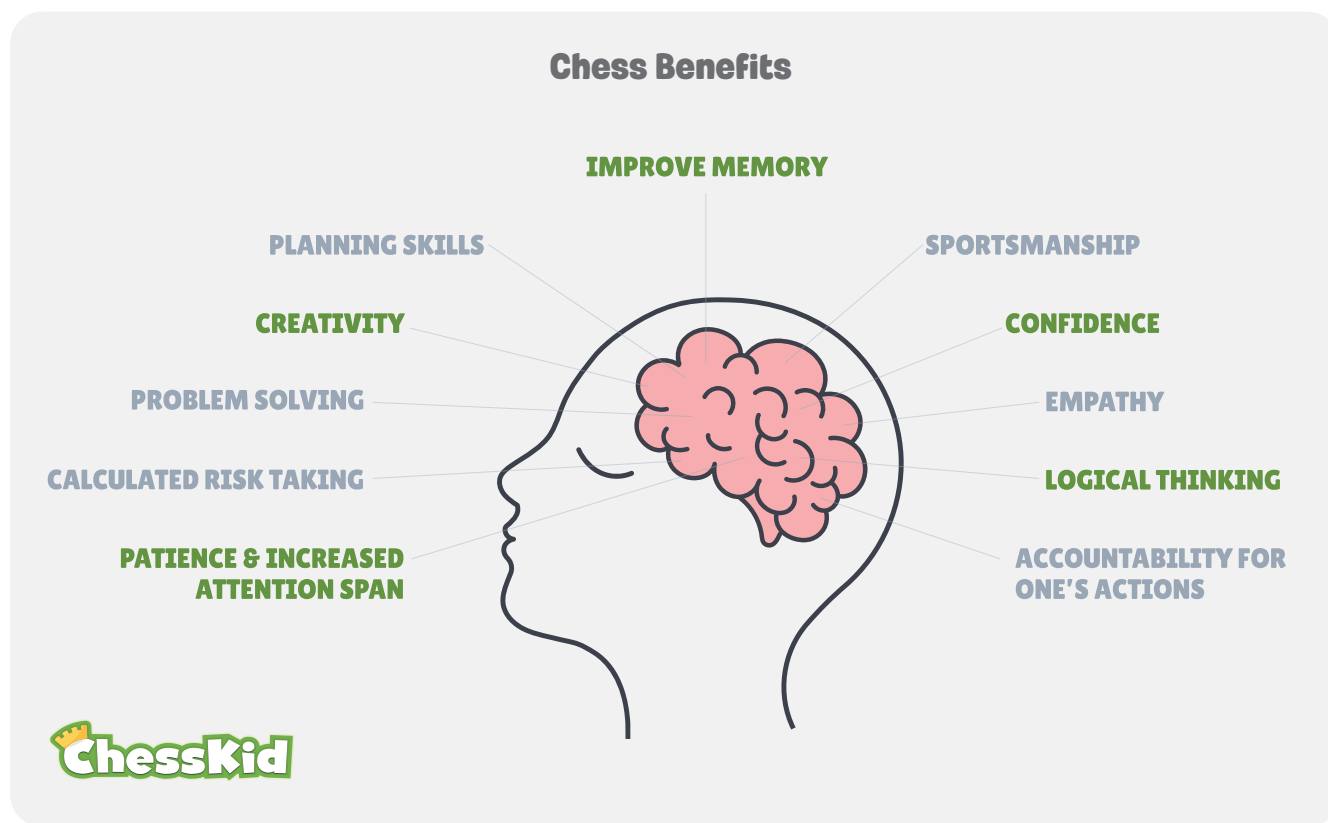 Chess Benefits
IMPROVE MEMORY
PLANNING SKILLS
SPORTSMANSHIP
CREATIVITY
CONFIDENCE
PROBLEM SOLVING
EMPATHY
CALCULATED RISK TAKING
LOGICAL THINKING
PATIENCE & INCREASED
ATTENTION SPAN
ACCOUNTABILITY FOR
ONE'S ACTIONS
ChessKid